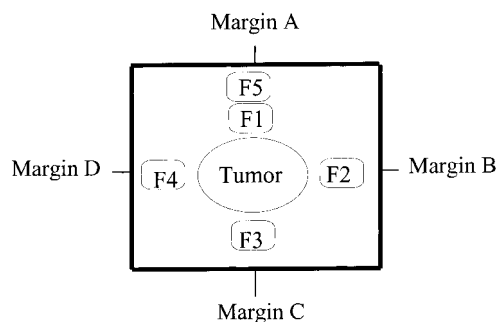 Margin A
F5
F1
Margin D
F4
Tumor
F2
Margin B
F3
Margin C